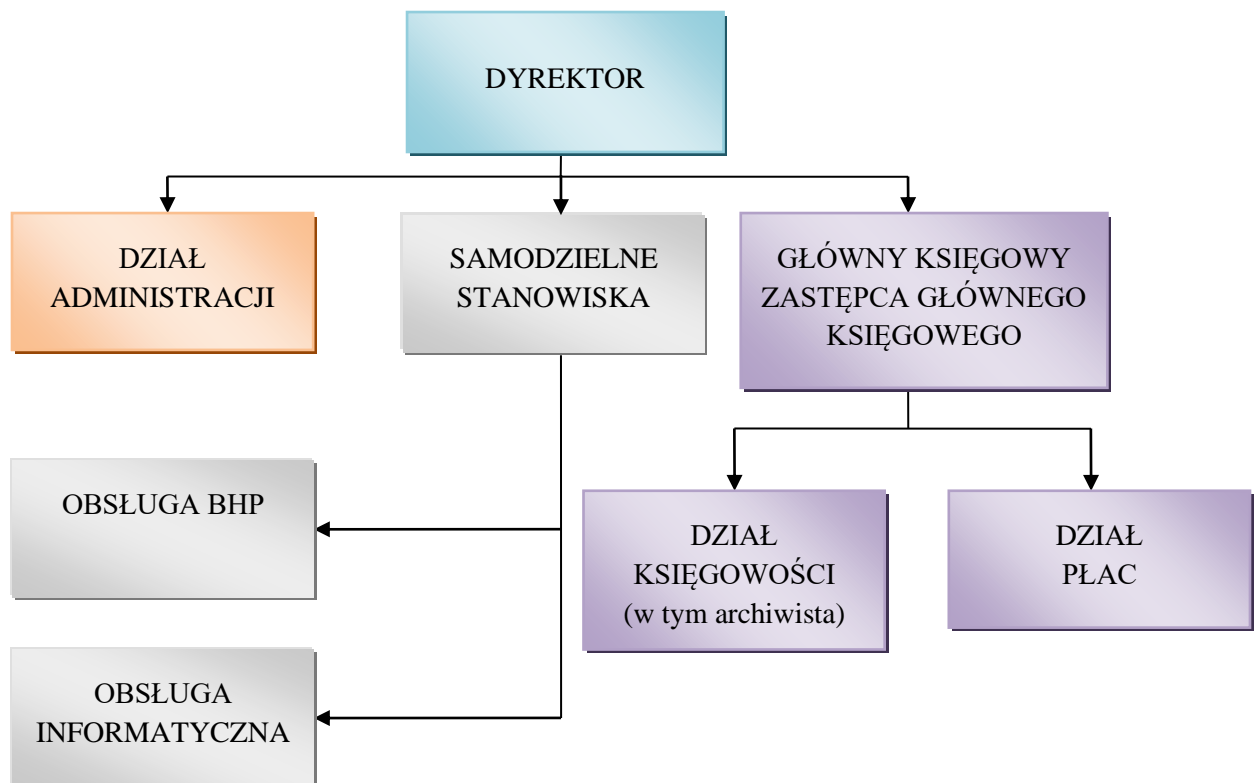 DYREKTOR
DZIAŁ
ADMINISTRACJI
SAMODZIELNE
STANOWISKA
GŁÓWNY KSIĘGOWY
ZASTĘPCA GŁÓWNEGO
KSIĘGOWEGO
OBSŁUGA BHP
DZIAŁ
KSIĘGOWOŚCI
(w tym archiwista)
DZIAŁ
PŁAC
OBSŁUGA
INFORMATYCZNA